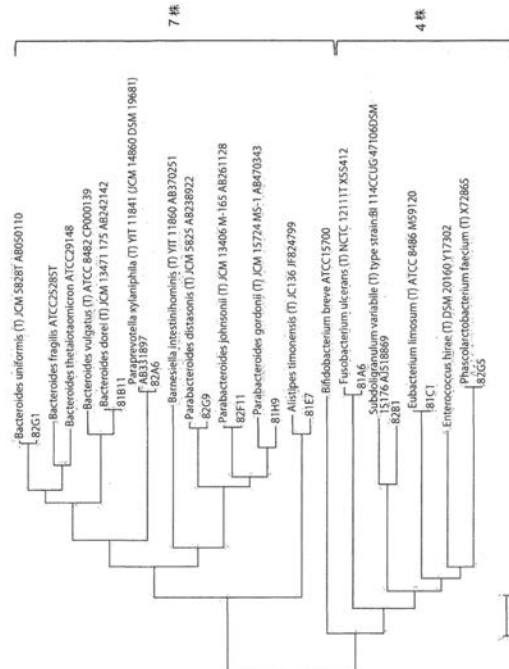 Bacteroides uniformis (T) JCM 5828T AB050110
82G1
Bacteroides fragilis ATCC25285T
Bacteroides thetaiotaomicron ATCC29148
Bacteroides vulgatus (T) ATCC 8482 CP000139
Bacteroides dorei (T) JCM 13471 175 AB242142
81B11
Paraprevotella xylaniphila (T) YIT 11841 (JCM 14860 DSM 19681)
AB331897
82A6
Barnesiella intestinihominis (T) YIT 11860 AB370251
Parabacteroides distasonis (T) JCM 5825 AB238922
82G9
Parabacteroides johnsonii (T) JCM 13406 M-165 AB261128
82F11
Parabacteroides gordonii (T) JCM 15724 MS-1 AB470343
81H9
Alistipes timonensis (T) JC136 JF824799
81E7
Bifidobacterium breve ATCC15700
Fusobacterium ulcerans (T) NCTC 12111T X55412
81A6
Subdoligranulum variabile (T) type strain:BI 114CCUG 47106DSM
15176 AJ518869
82B1
Eubacterium limosum (T) ATCC 8486 M59120
81C1
Enterococcus hirae (T) DSM 20160 Y17302
Phascolarctobacterium faecium (T) X72865
82G5
7 株
4 株